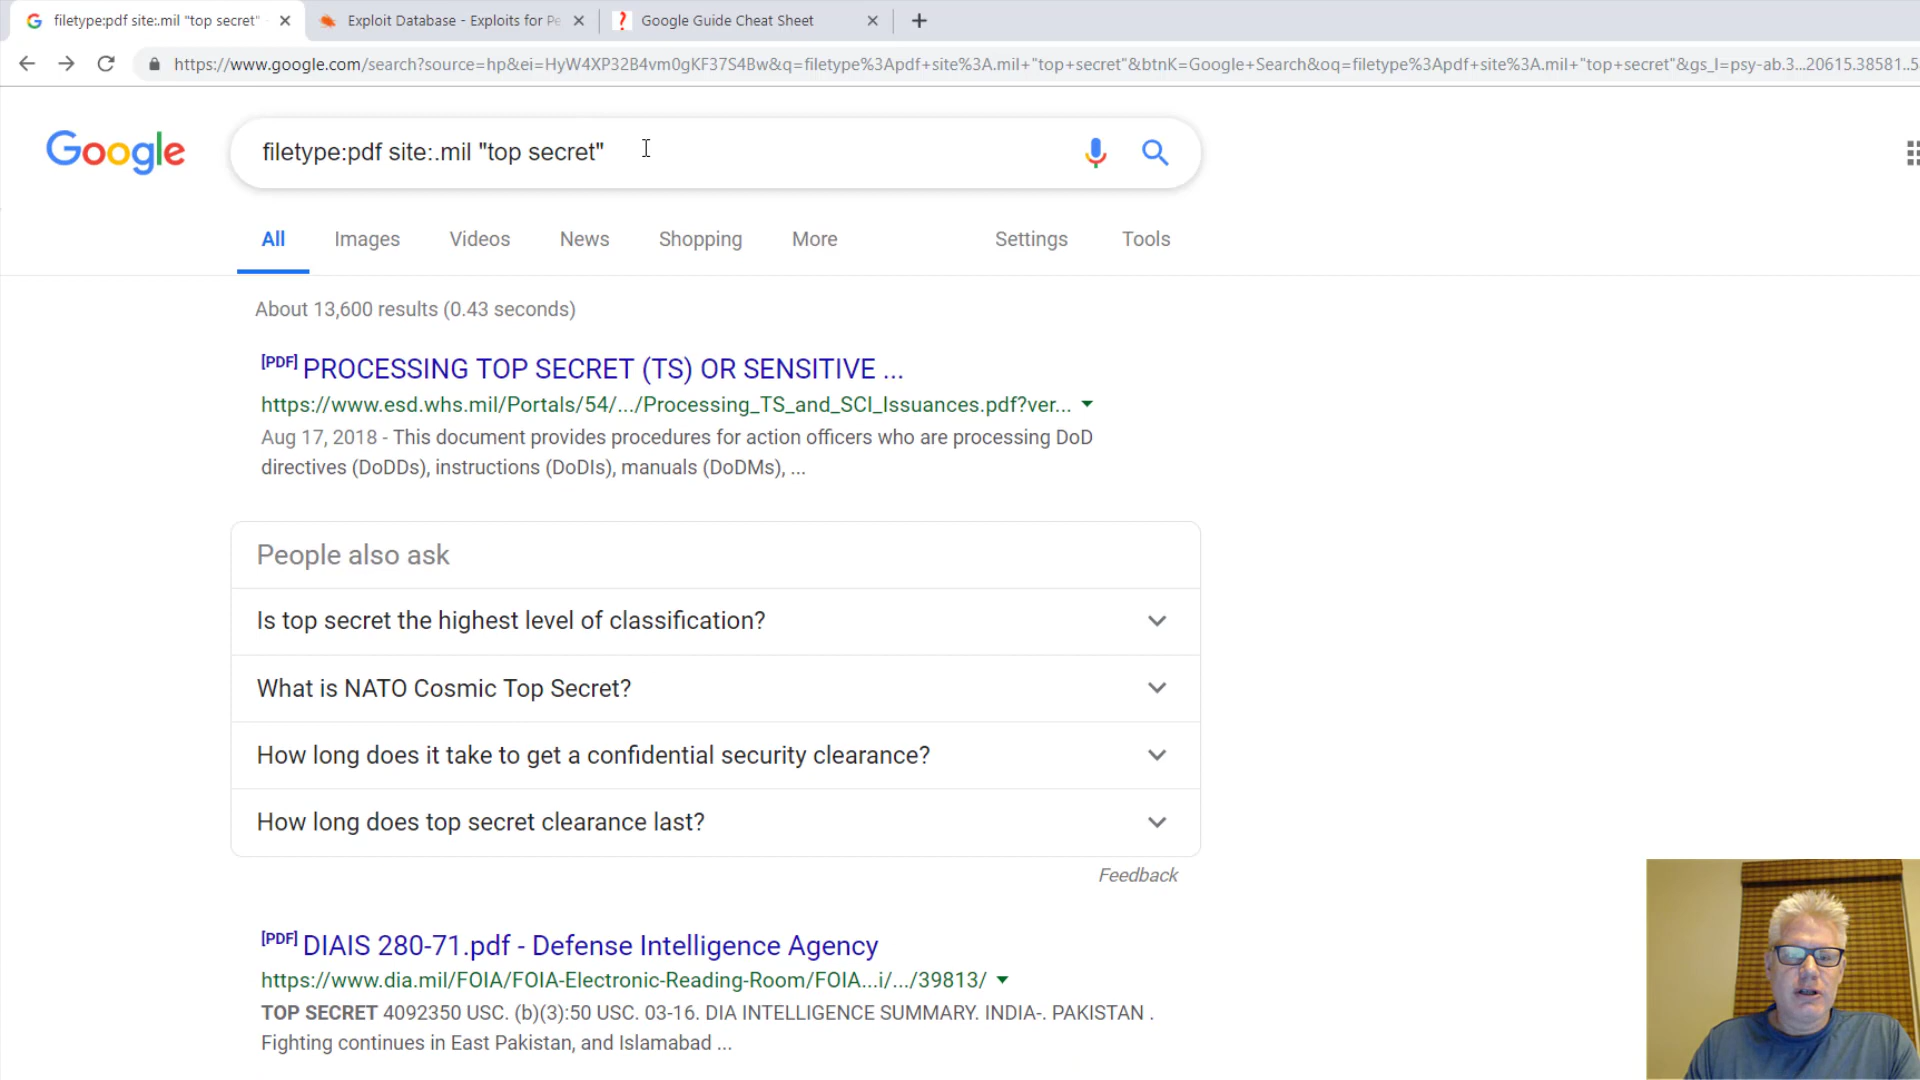 filetype:pdf site:.mil "top secret" -
Exploit Database - Exploits for Pe
Google Guide Cheat Sheet
https://www.google.com/search?source=hp&ei=HyW4XP32B4vm0gKF37S4Bw&q=filetype%3Apdf+site%3A.mil+"top+secret"&btnK=Google+Search&oq=filetype%3Apdf+site%3A.mil+"top+secret"&gs_l=psy-ab.3...20615.38581..5
Google
filetype:pdf site:.mil "top secret"
All Images Videos News Shopping More Settings Tools
About 13,600 results (0.43 seconds)
[PDF] PROCESSING TOP SECRET (TS) OR SENSITIVE ...
https://www.esd.whs.mil/Portals/54/.../Processing_TS_and_SCI_Issuances.pdf?ver...
Aug 17, 2018 - This document provides procedures for action officers who are processing DoD
directives (DoDDs), instructions (DoDIs), manuals (DoDMs), ...
People also ask
Is top secret the highest level of classification?
What is NATO Cosmic Top Secret?
How long does it take to get a confidential security clearance?
How long does top secret clearance last?
Feedback
[PDF] DIAIS 280-71.pdf - Defense Intelligence Agency
https://www.dia.mil/FOIA/FOIA-Electronic-Reading-Room/FOIA...i/.../39813/
TOP SECRET 4092350 USC. (b)(3):50 USC. 03-16. DIA INTELLIGENCE SUMMARY. INDIA-. PAKISTAN .
Fighting continues in East Pakistan, and Islamabad ...